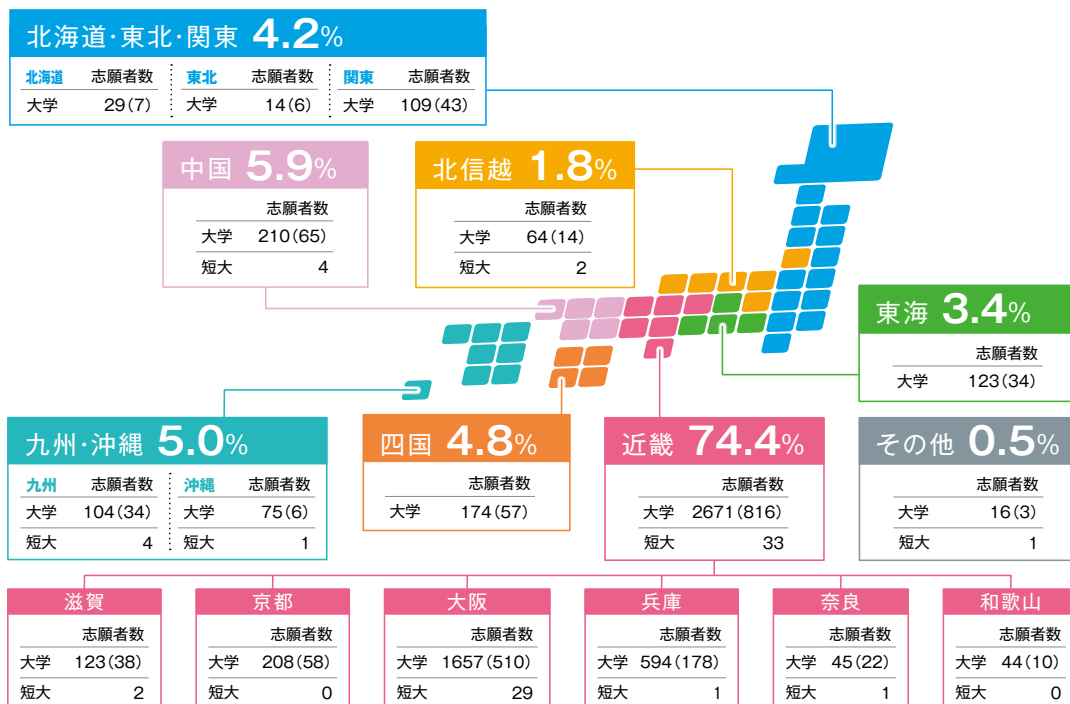 北海道・東北・関東 4.2%
北海道 志願者数 東北 志願者数 関東 志願者数
大学 29(7) 大学 14(6) 大学 109(43)
中国 5.9%
志願者数
大学 210(65)
短大 4
北信越 1.8%
志願者数
大学 64(14)
短大 2
東海 3.4%
志願者数
大学 123(34)
九州・沖縄 5.0%
九州 志願者数 沖縄 志願者数
大学 104(34) 大学 75(6)
短大 4 短大 1
四国 4.8%
志願者数
大学 174(57)
近畿 74.4%
志願者数
大学 2671(816)
短大 33
その他 0.5%
志願者数
大学 16(3)
短大 1
滋賀
志願者数
大学 123(38)
短大 2
京都
志願者数
大学 208(58)
短大 0
大阪
志願者数
大学 1657(510)
短大 29
兵庫
志願者数
大学 594(178)
短大 1
奈良
志願者数
大学 45(22)
短大 1
和歌山
志願者数
大学 44(10)
短大 0